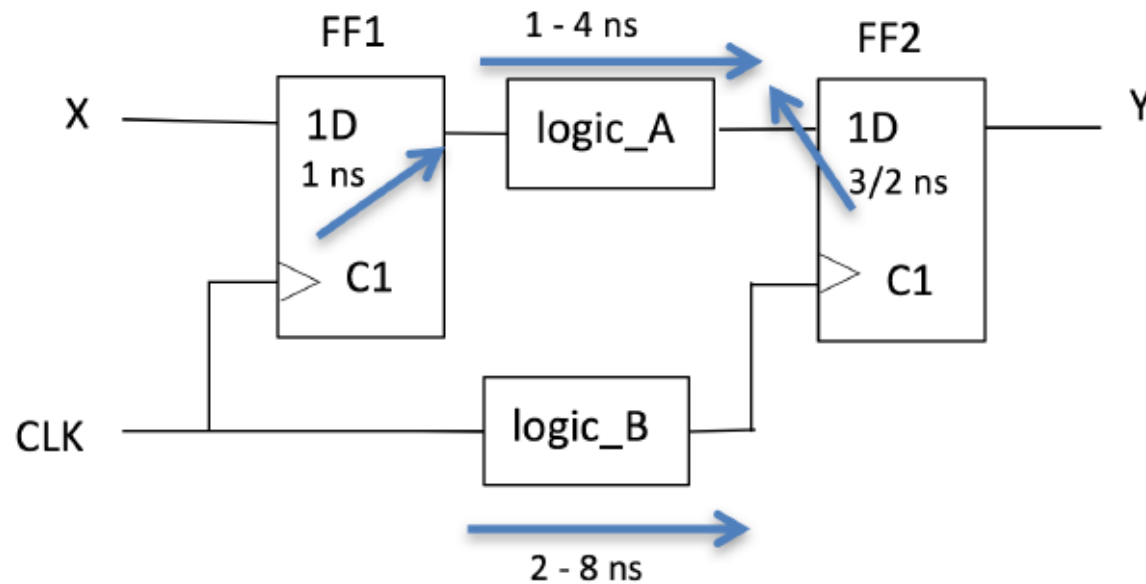 1 - 4 ns
FF1
FF2
X
1D
logic_A
1D
Y
1 ns
3/2 ns
C1
C1
CLK
logic_B
2 - 8 ns